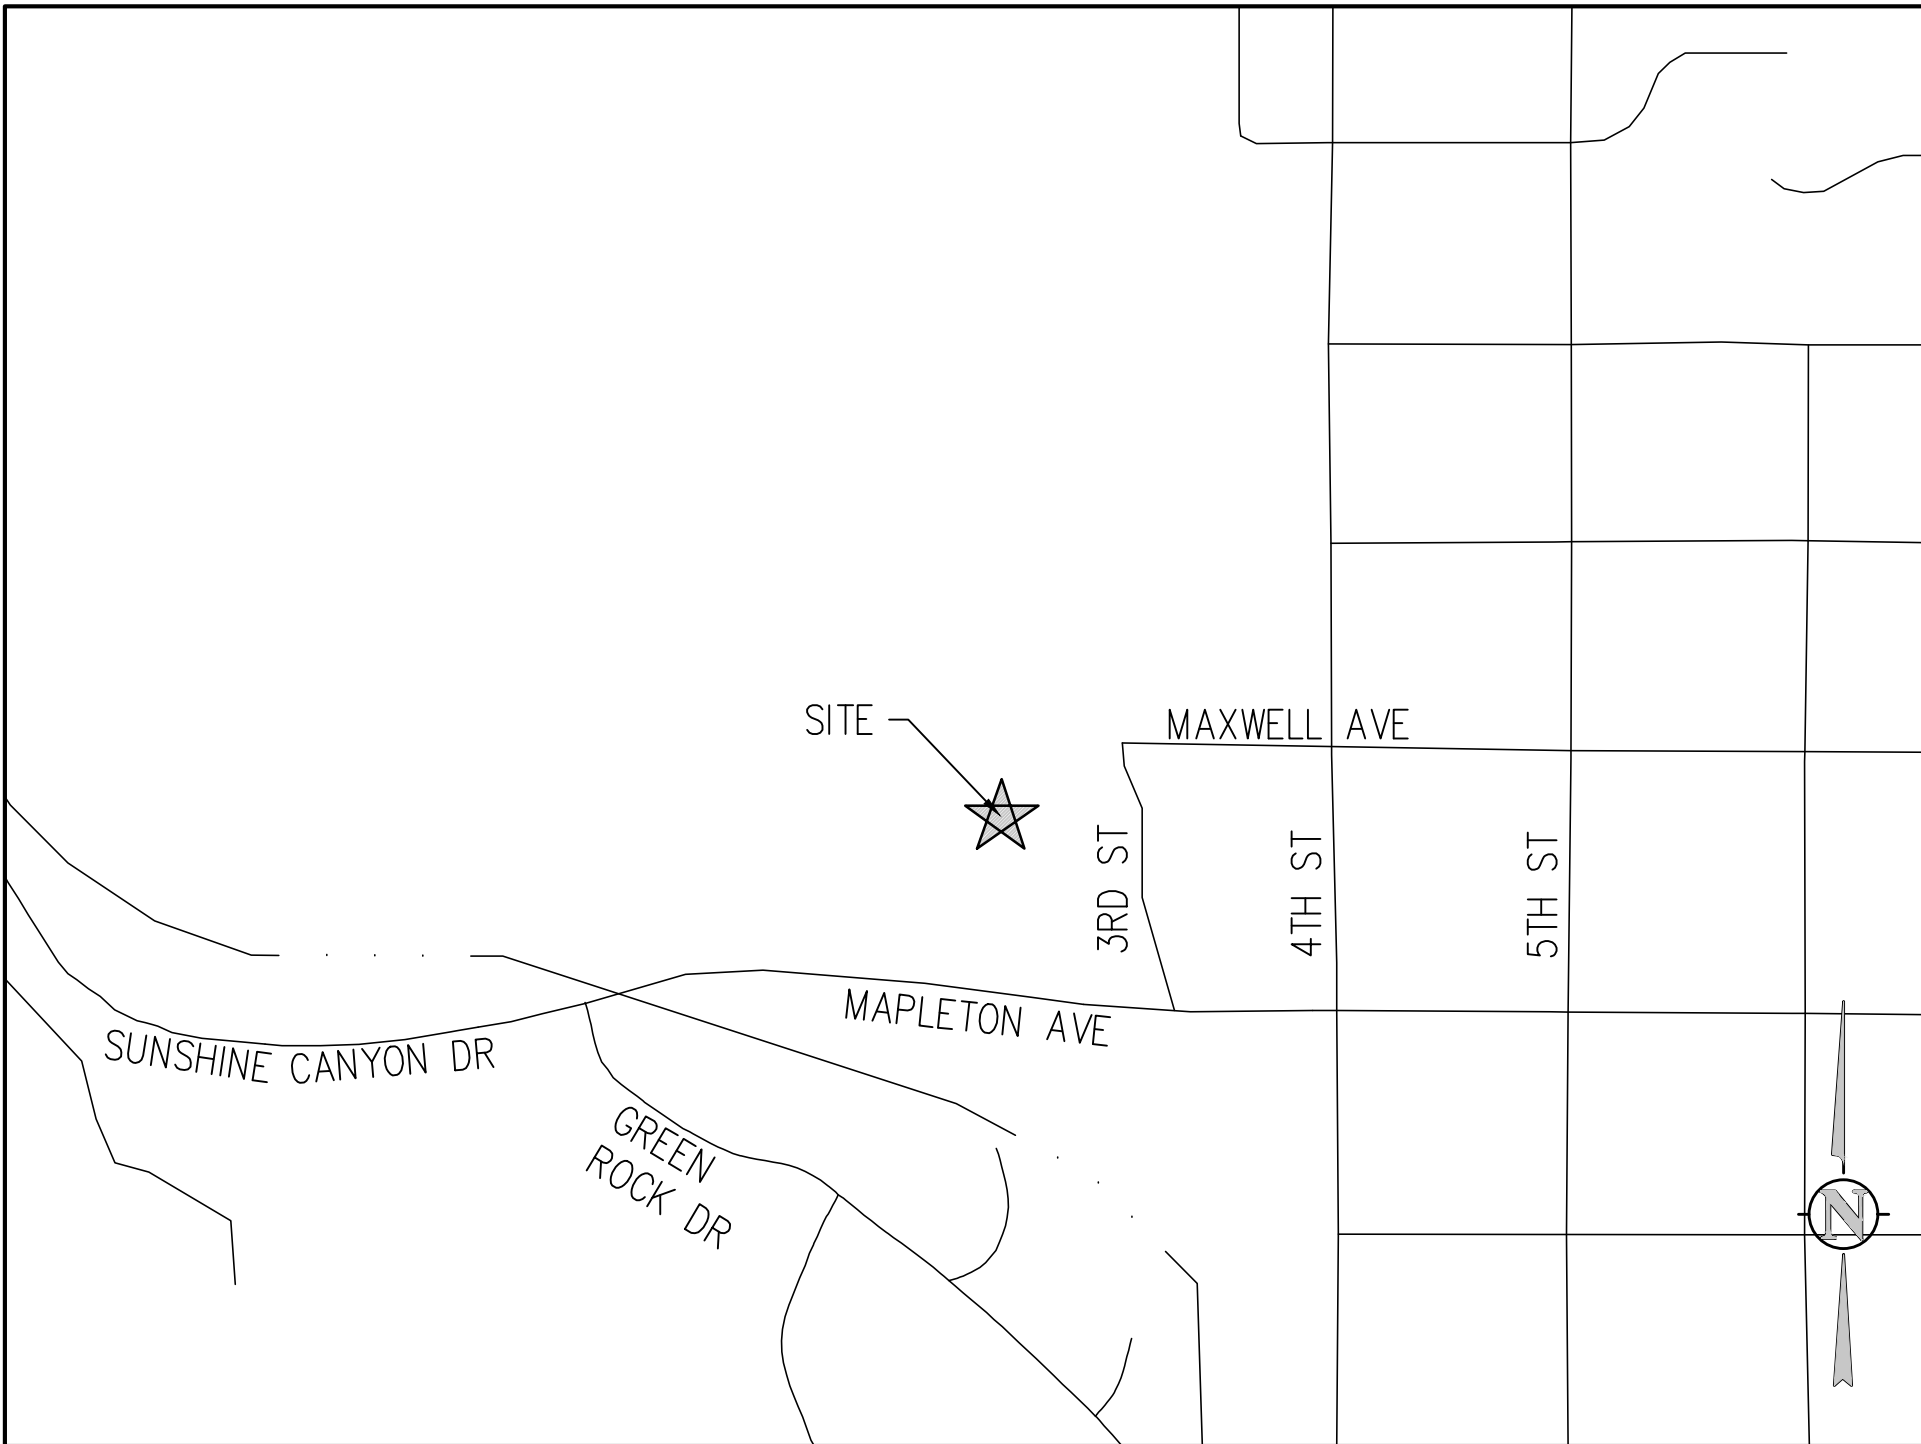 SITE
MAXWELL AVE
3RD ST
4TH ST
5TH ST
MAPLETON AVE
SUNSHINE CANYON DR
GREEN
ROCK DR
N